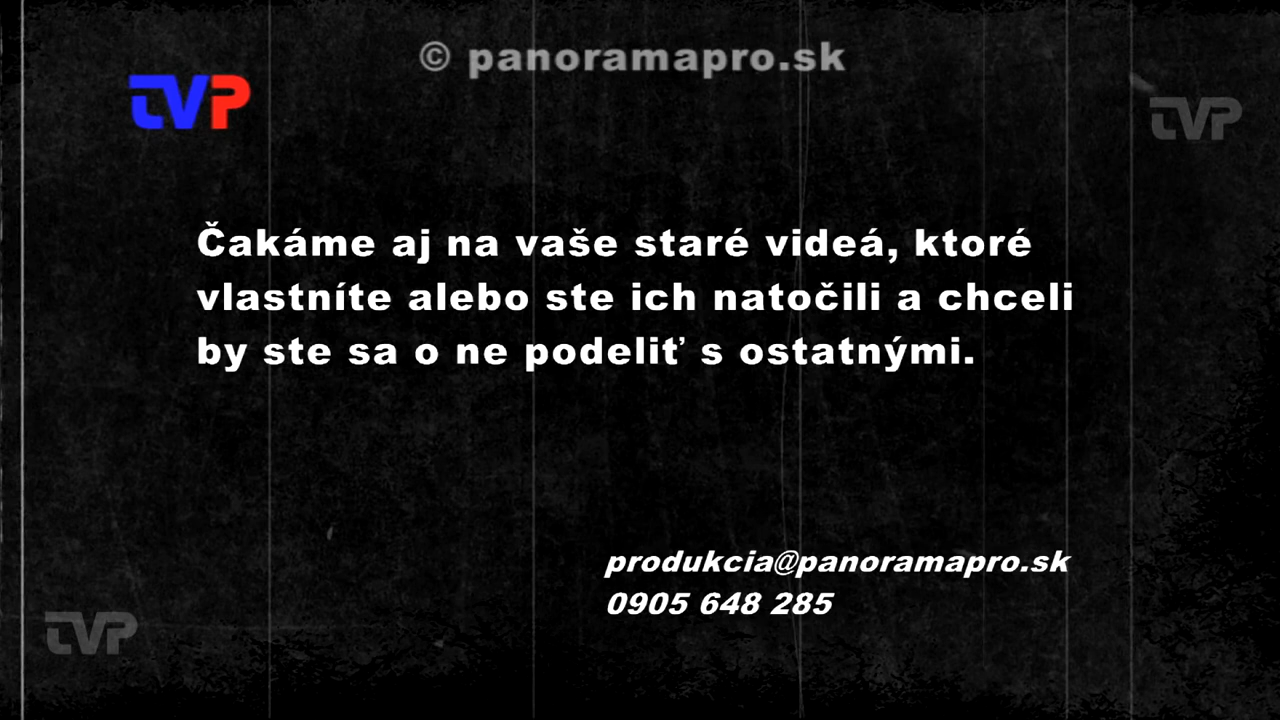 © panoramapro.sk
TVP
TVP
Čakáme aj na vaše staré videá, ktoré
vlastníte alebo ste ich natočili a chceli
by ste sa o ne podeliť s ostatnými.
produkcia@panoramapro.sk
0905 648 285
TVP